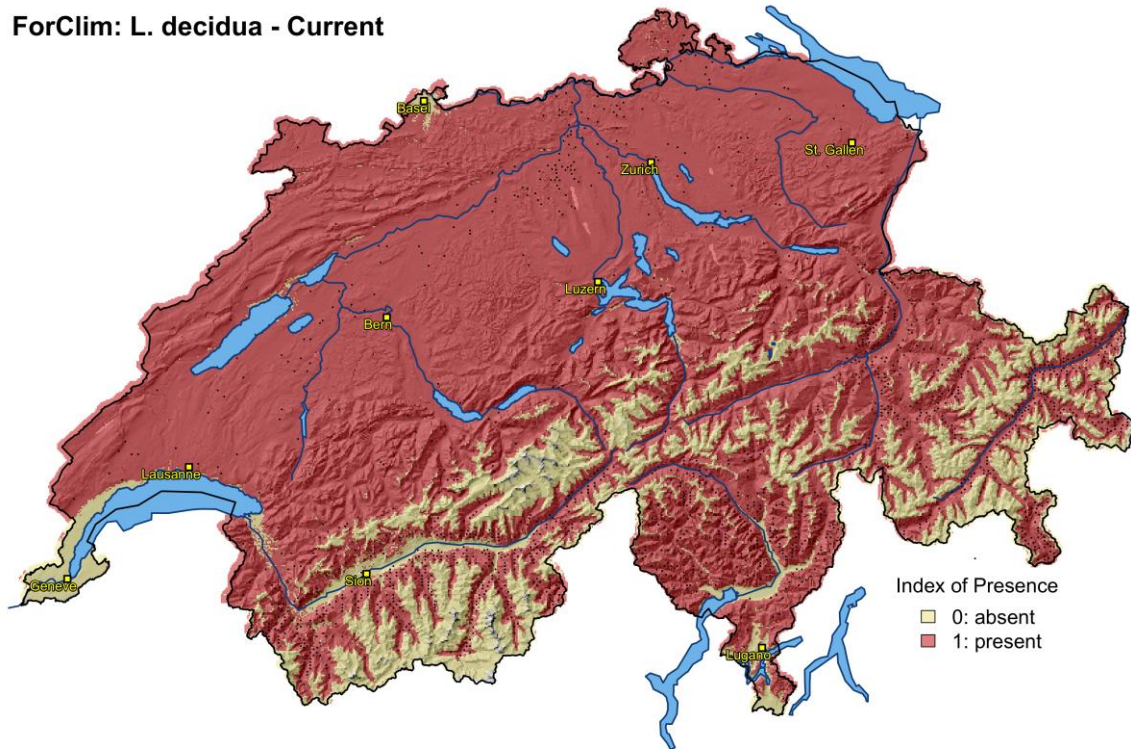 ForClim: L. decidua - Current
Basel
St. Gallen
Zurich
Luzern
Bern
Lausanne
Geneve
Sion
Lugano
Index of Presence
0: absent
1: present